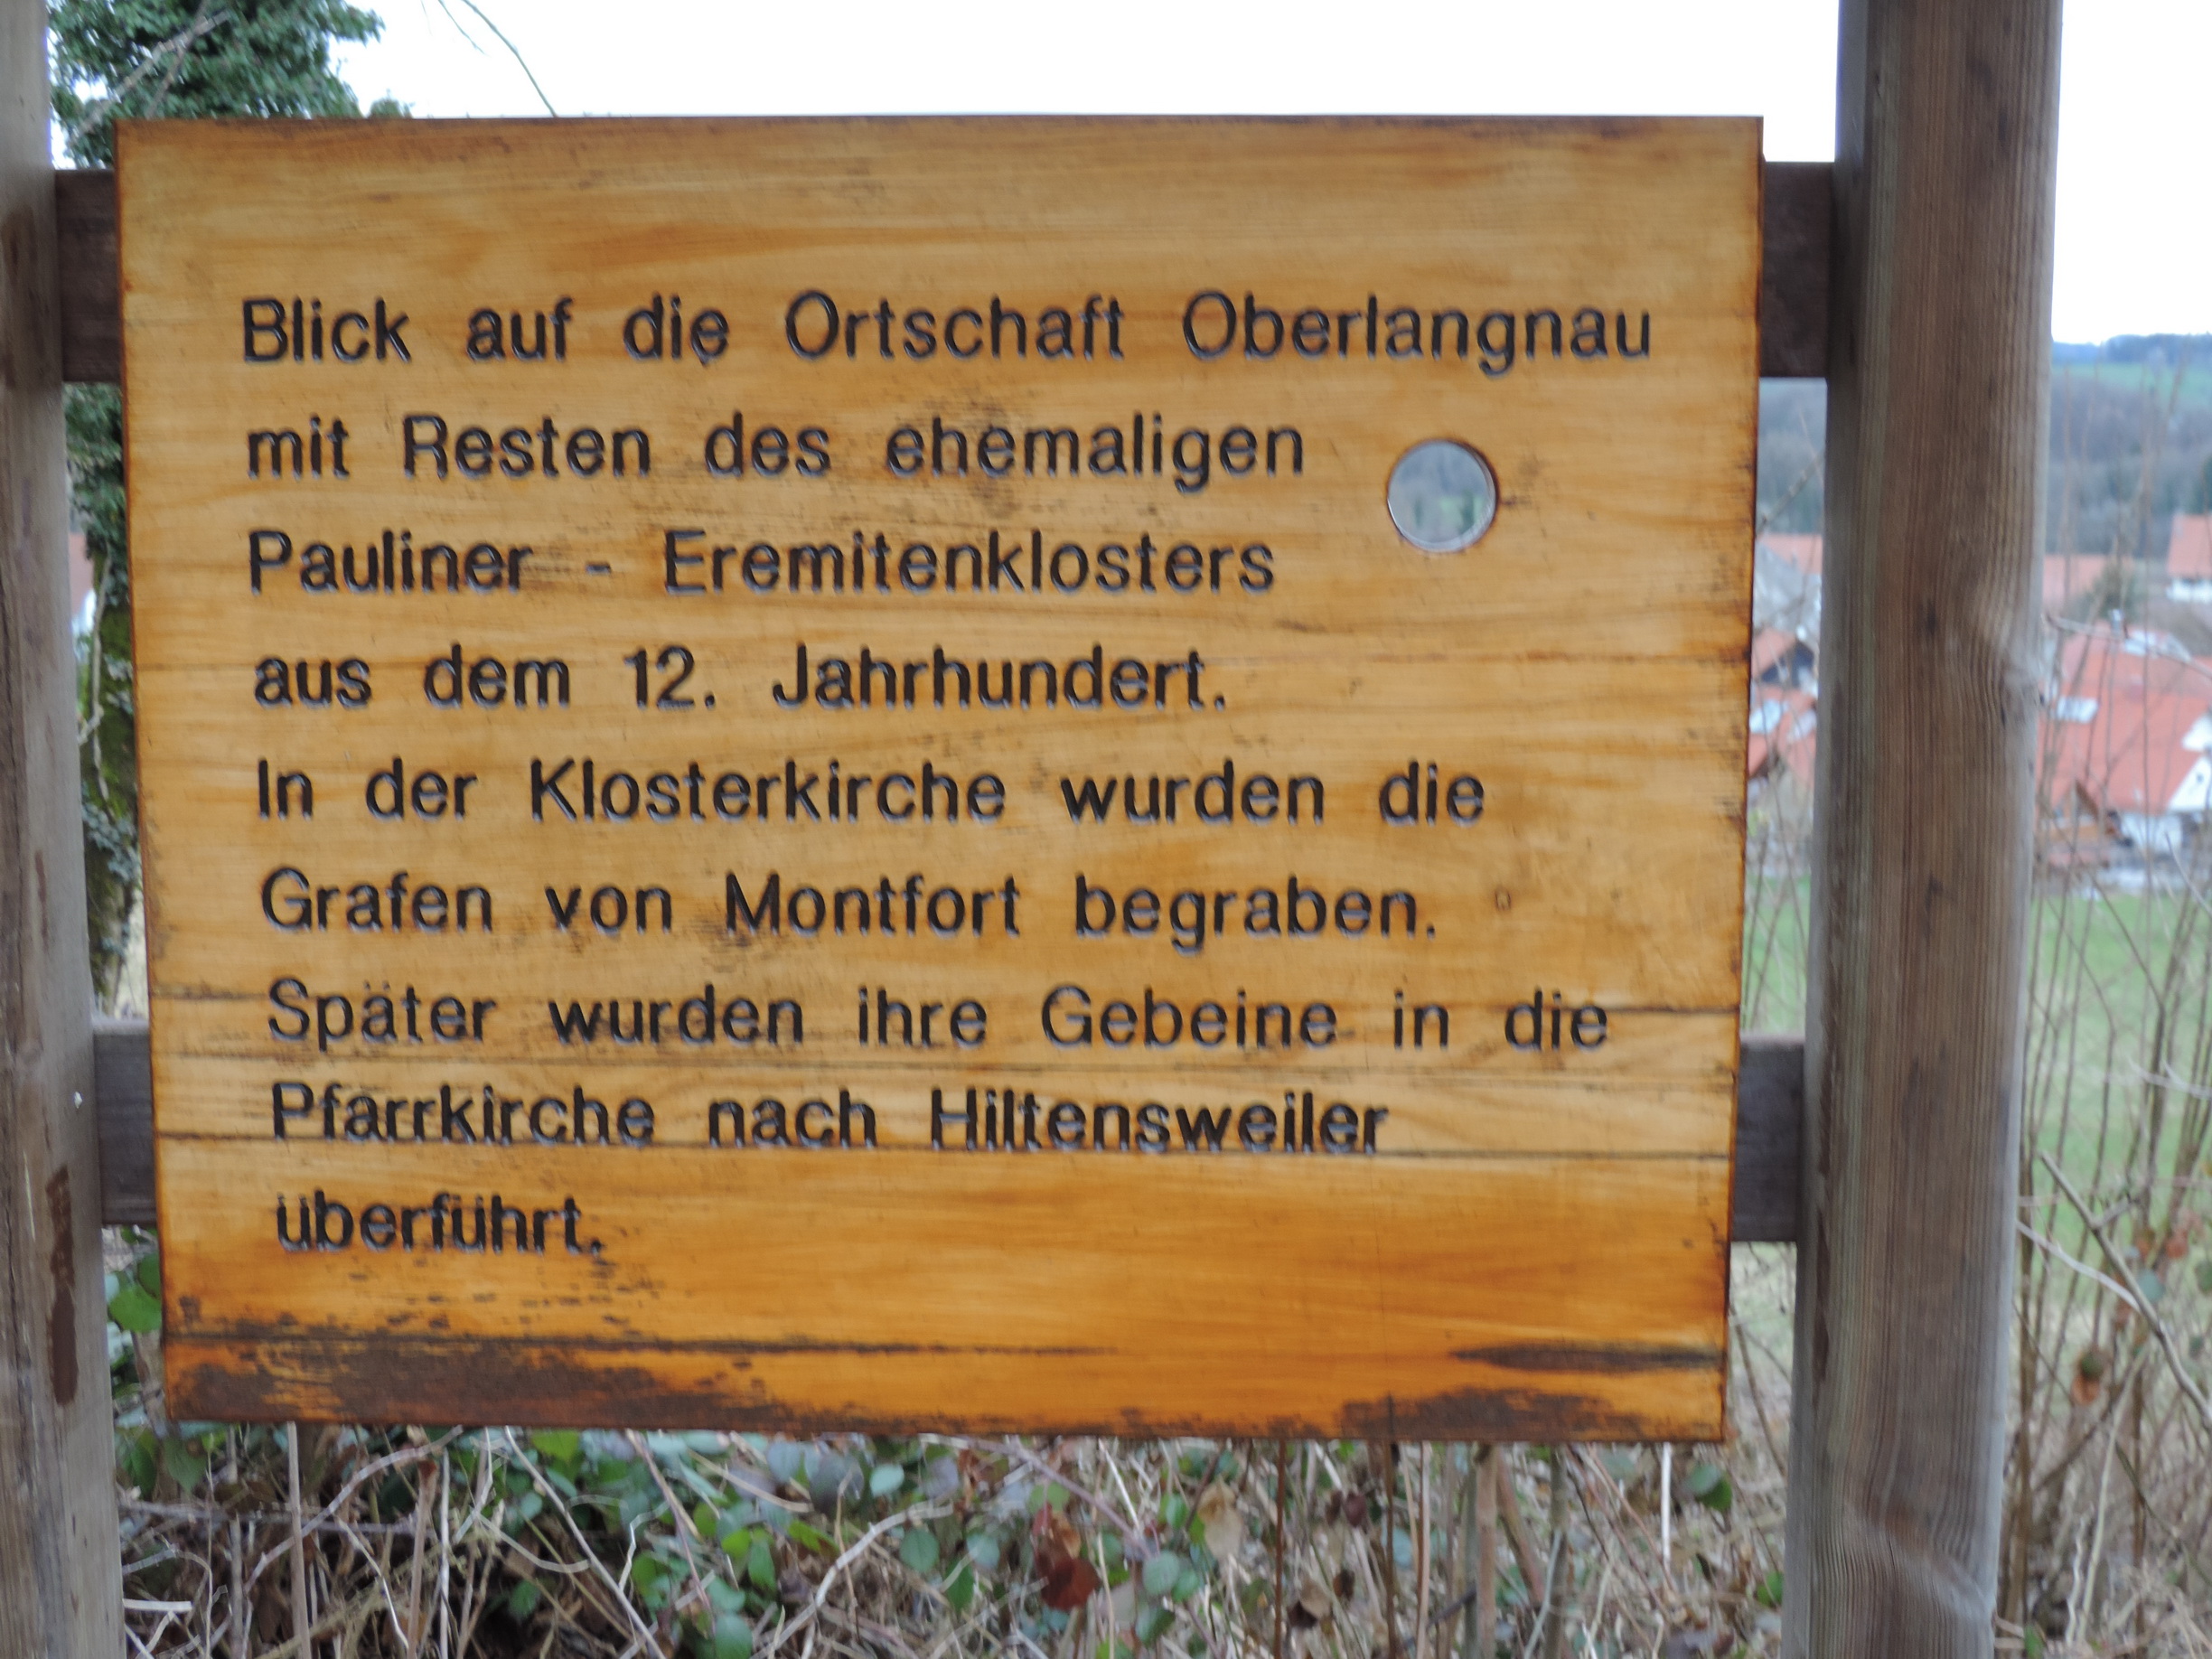 Blick auf die Ortschaft Oberlangnau
mit Resten des ehemaligen
Pauliner - Eremitenklosters
aus dem 12. Jahrhundert.
In der Klosterkirche wurden die
Grafen von Montfort begraben.
Später wurden ihre Gebeine in die
Pfarrkirche nach Hiltensweiler
überführt.